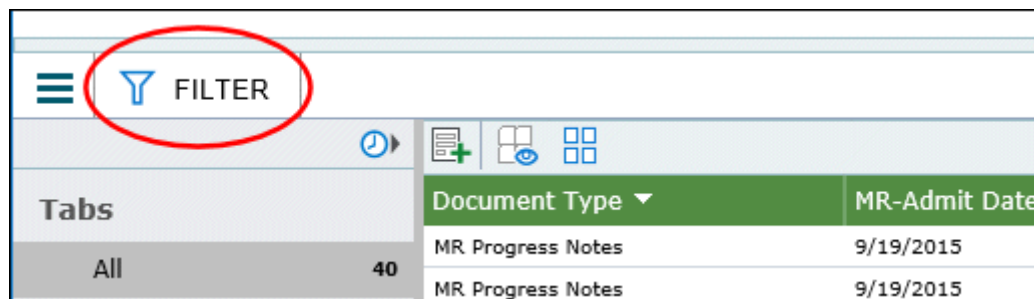 FILTER
Tabs
All 40
Document Type MR-Admit Date
MR Progress Notes 9/19/2015
MR Progress Notes 9/19/2015